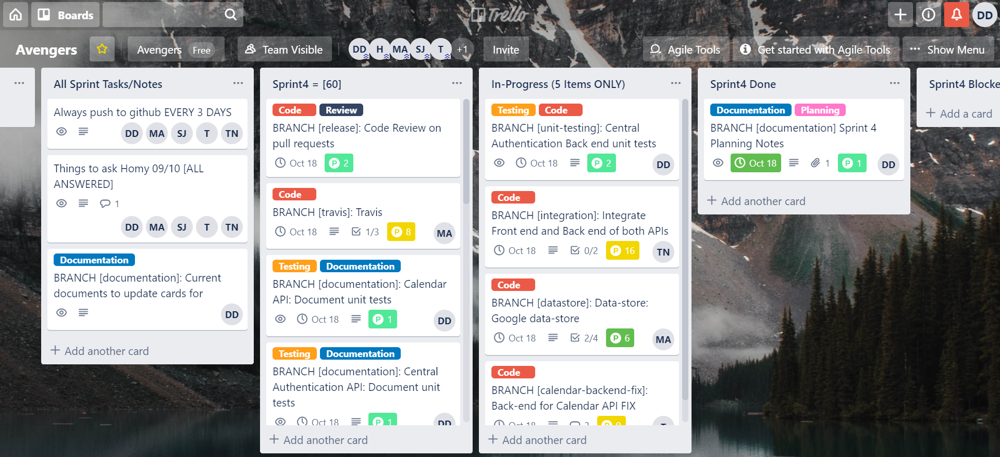 Boards
Trello
DD
Avengers
Avengers Free
Team Visible
DD H MA SJ T +1
Invite
Agile Tools
Get started with Agile Tools
Show Menu
All Sprint Tasks/Notes
Always push to github EVERY 3 DAYS
DD MA SJ T TN
Things to ask Homy 09/10 [ALL
ANSWERED]
1
DD MA SJ T TN
Documentation
BRANCH [documentation]: Current
documents to update cards for
DD
+ Add another card
Sprint4 = [60]
Code Review
BRANCH [release]: Code Review on
pull requests
Oct 18 P 2
Code
BRANCH [travis]: Travis
Oct 18 1/3 P 8 MA
Testing Documentation
BRANCH [documentation]: Calendar
API: Document unit tests
Oct 18 P 1 DD
Testing Documentation
BRANCH [documentation]: Central
Authentication API: Document unit
tests
Oct 18 P 1 DD
+ Add another card
In-Progress (5 Items ONLY)
Testing Code
BRANCH [unit-testing]: Central
Authentication Back end unit tests
Oct 18 P 2 DD
Code
BRANCH [integration]: Integrate
Front end and Back end of both APIs
Oct 18 0/2 P 16 TN
Code
BRANCH [datastore]: Data-store:
Google data-store
Oct 18 2/4 P 6 MA
Code
BRANCH [calendar-backend-fix]:
Back-end for Calendar API FIX
Oct 18 2 P T
+ Add another card
Sprint4 Done
Documentation Planning
BRANCH [documentation] Sprint 4
Planning Notes
Oct 18 1 P 1 DD
+ Add another card
Sprint4 Blocke
+ Add a card